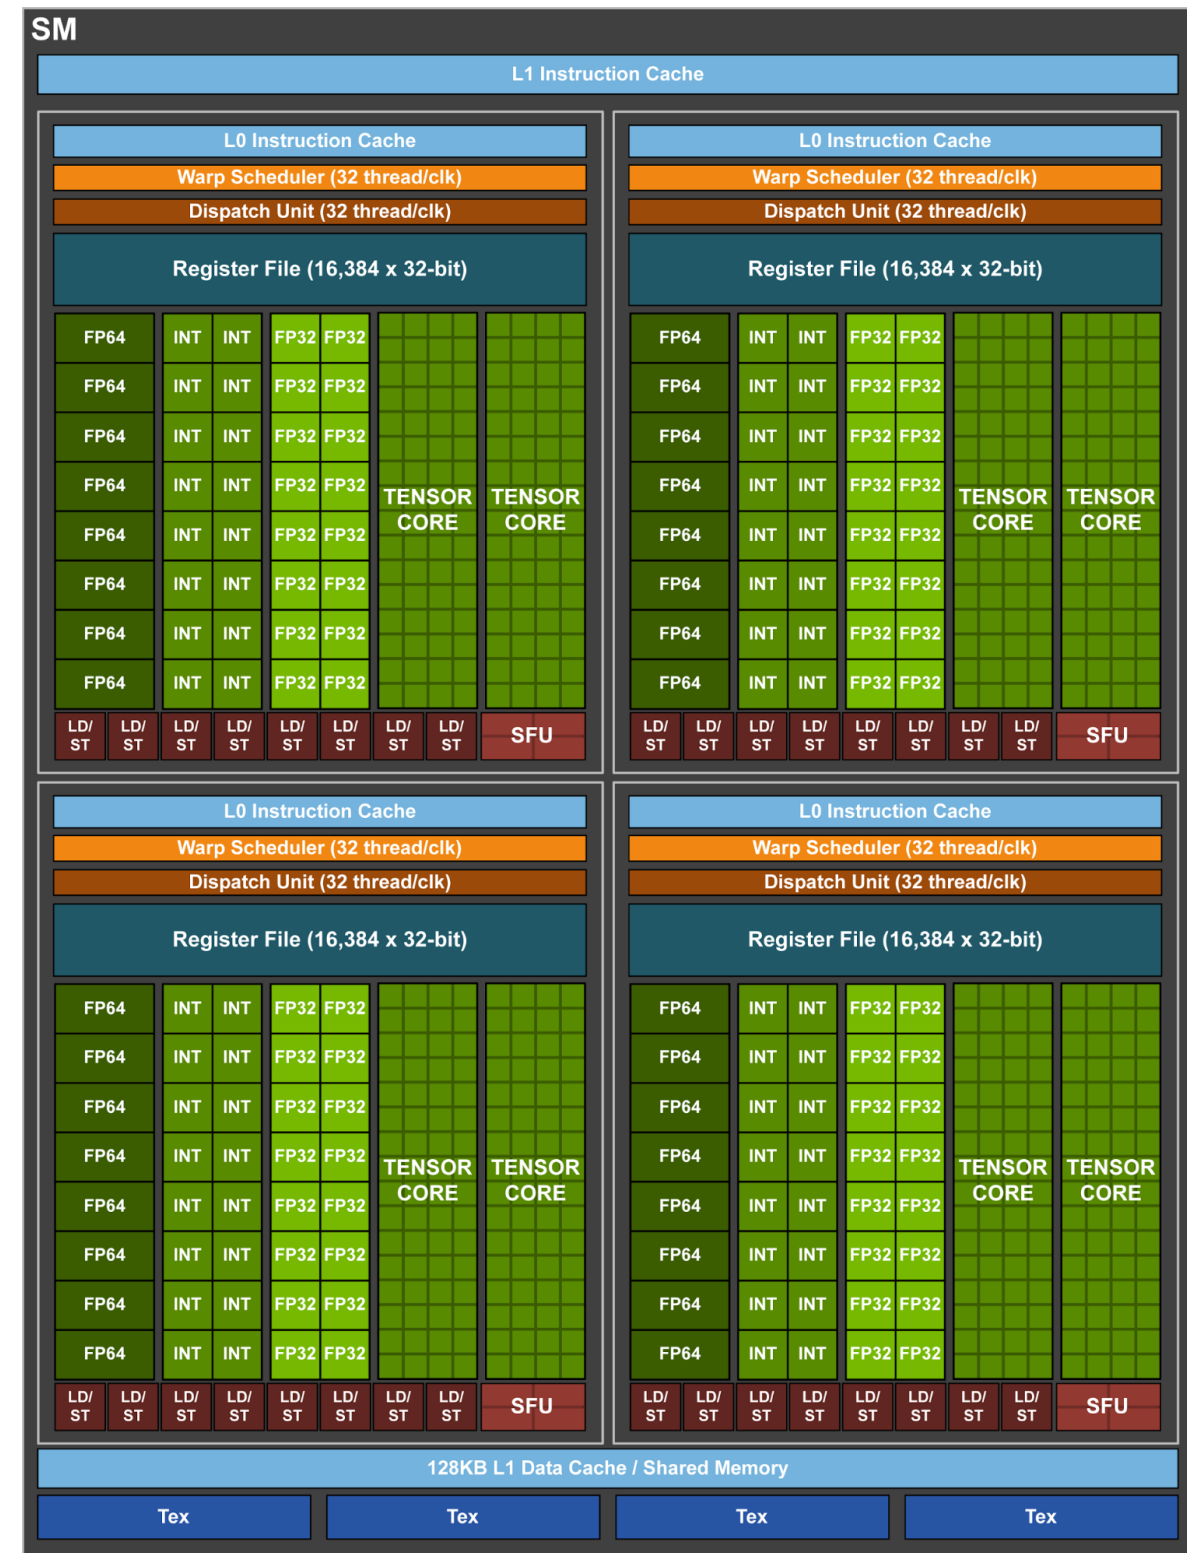 SM
L1 Instruction Cache
L0 Instruction Cache
Warp Scheduler (32 thread/clk)
Dispatch Unit (32 thread/clk)
Register File (16,384 x 32-bit)
FP64 INT INT FP32 FP32
FP64 INT INT FP32 FP32
FP64 INT INT FP32 FP32
FP64 INT INT FP32 FP32
FP64 INT INT FP32 FP32
FP64 INT INT FP32 FP32
FP64 INT INT FP32 FP32
FP64 INT INT FP32 FP32
TENSOR TENSOR
CORE CORE
LD/ LD/ LD/ LD/ LD/ LD/ LD/ LD/
ST ST ST ST ST ST ST ST
SFU
L0 Instruction Cache
Warp Scheduler (32 thread/clk)
Dispatch Unit (32 thread/clk)
Register File (16,384 x 32-bit)
FP64 INT INT FP32 FP32
FP64 INT INT FP32 FP32
FP64 INT INT FP32 FP32
FP64 INT INT FP32 FP32
FP64 INT INT FP32 FP32
FP64 INT INT FP32 FP32
FP64 INT INT FP32 FP32
FP64 INT INT FP32 FP32
TENSOR TENSOR
CORE CORE
LD/ LD/ LD/ LD/ LD/ LD/ LD/ LD/
ST ST ST ST ST ST ST ST
SFU
L0 Instruction Cache
Warp Scheduler (32 thread/clk)
Dispatch Unit (32 thread/clk)
Register File (16,384 x 32-bit)
FP64 INT INT FP32 FP32
FP64 INT INT FP32 FP32
FP64 INT INT FP32 FP32
FP64 INT INT FP32 FP32
FP64 INT INT FP32 FP32
FP64 INT INT FP32 FP32
FP64 INT INT FP32 FP32
FP64 INT INT FP32 FP32
TENSOR TENSOR
CORE CORE
LD/ LD/ LD/ LD/ LD/ LD/ LD/ LD/
ST ST ST ST ST ST ST ST
SFU
L0 Instruction Cache
Warp Scheduler (32 thread/clk)
Dispatch Unit (32 thread/clk)
Register File (16,384 x 32-bit)
FP64 INT INT FP32 FP32
FP64 INT INT FP32 FP32
FP64 INT INT FP32 FP32
FP64 INT INT FP32 FP32
FP64 INT INT FP32 FP32
FP64 INT INT FP32 FP32
FP64 INT INT FP32 FP32
FP64 INT INT FP32 FP32
TENSOR TENSOR
CORE CORE
LD/ LD/ LD/ LD/ LD/ LD/ LD/ LD/
ST ST ST ST ST ST ST ST
SFU
128KB L1 Data Cache / Shared Memory
Tex Tex Tex Tex